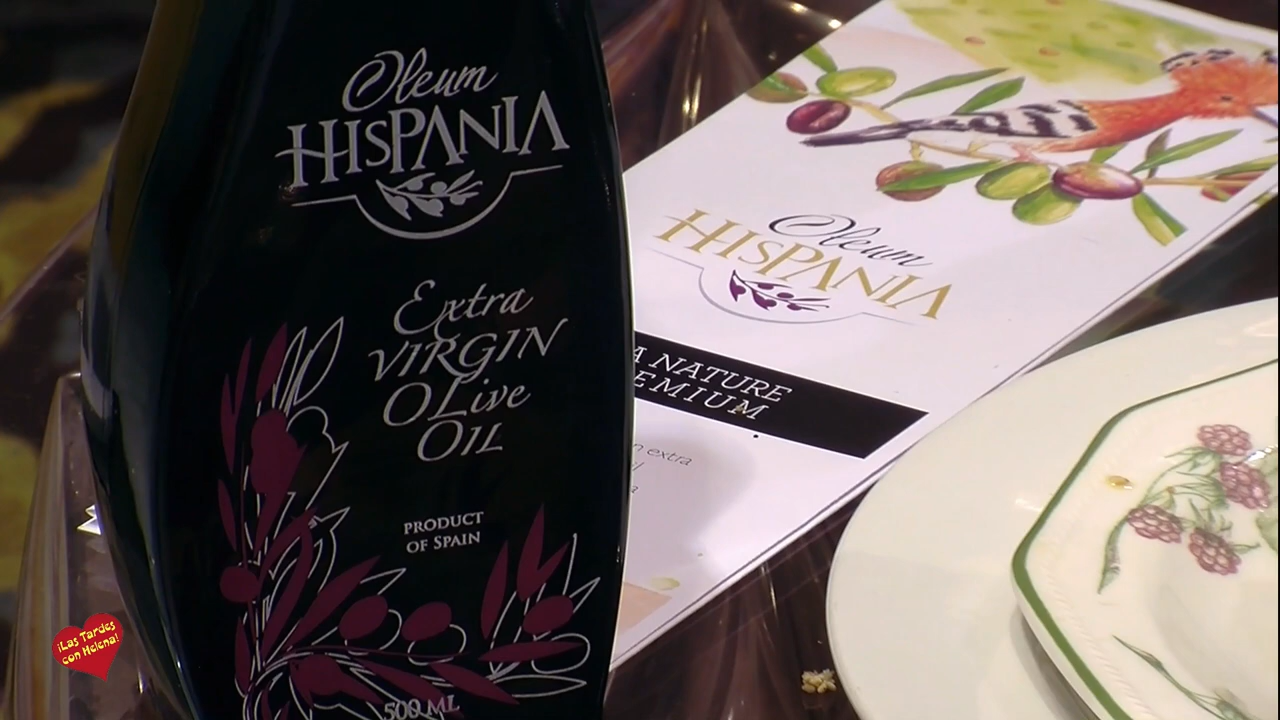 Oleum
HISPANIA
Extra
VIRGIN
OLive
OIL
PRODUCT
OF SPAIN
500 ML
Oleum
HISPANIA
A NATURE
EMIUM
extra
¡Las Tardes
con Helena!